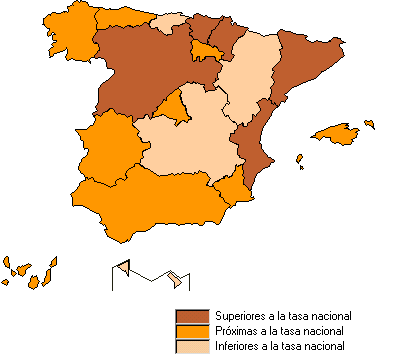 Superiores a la tasa nacional
Próximas a la tasa nacional
Inferiores a la tasa nacional